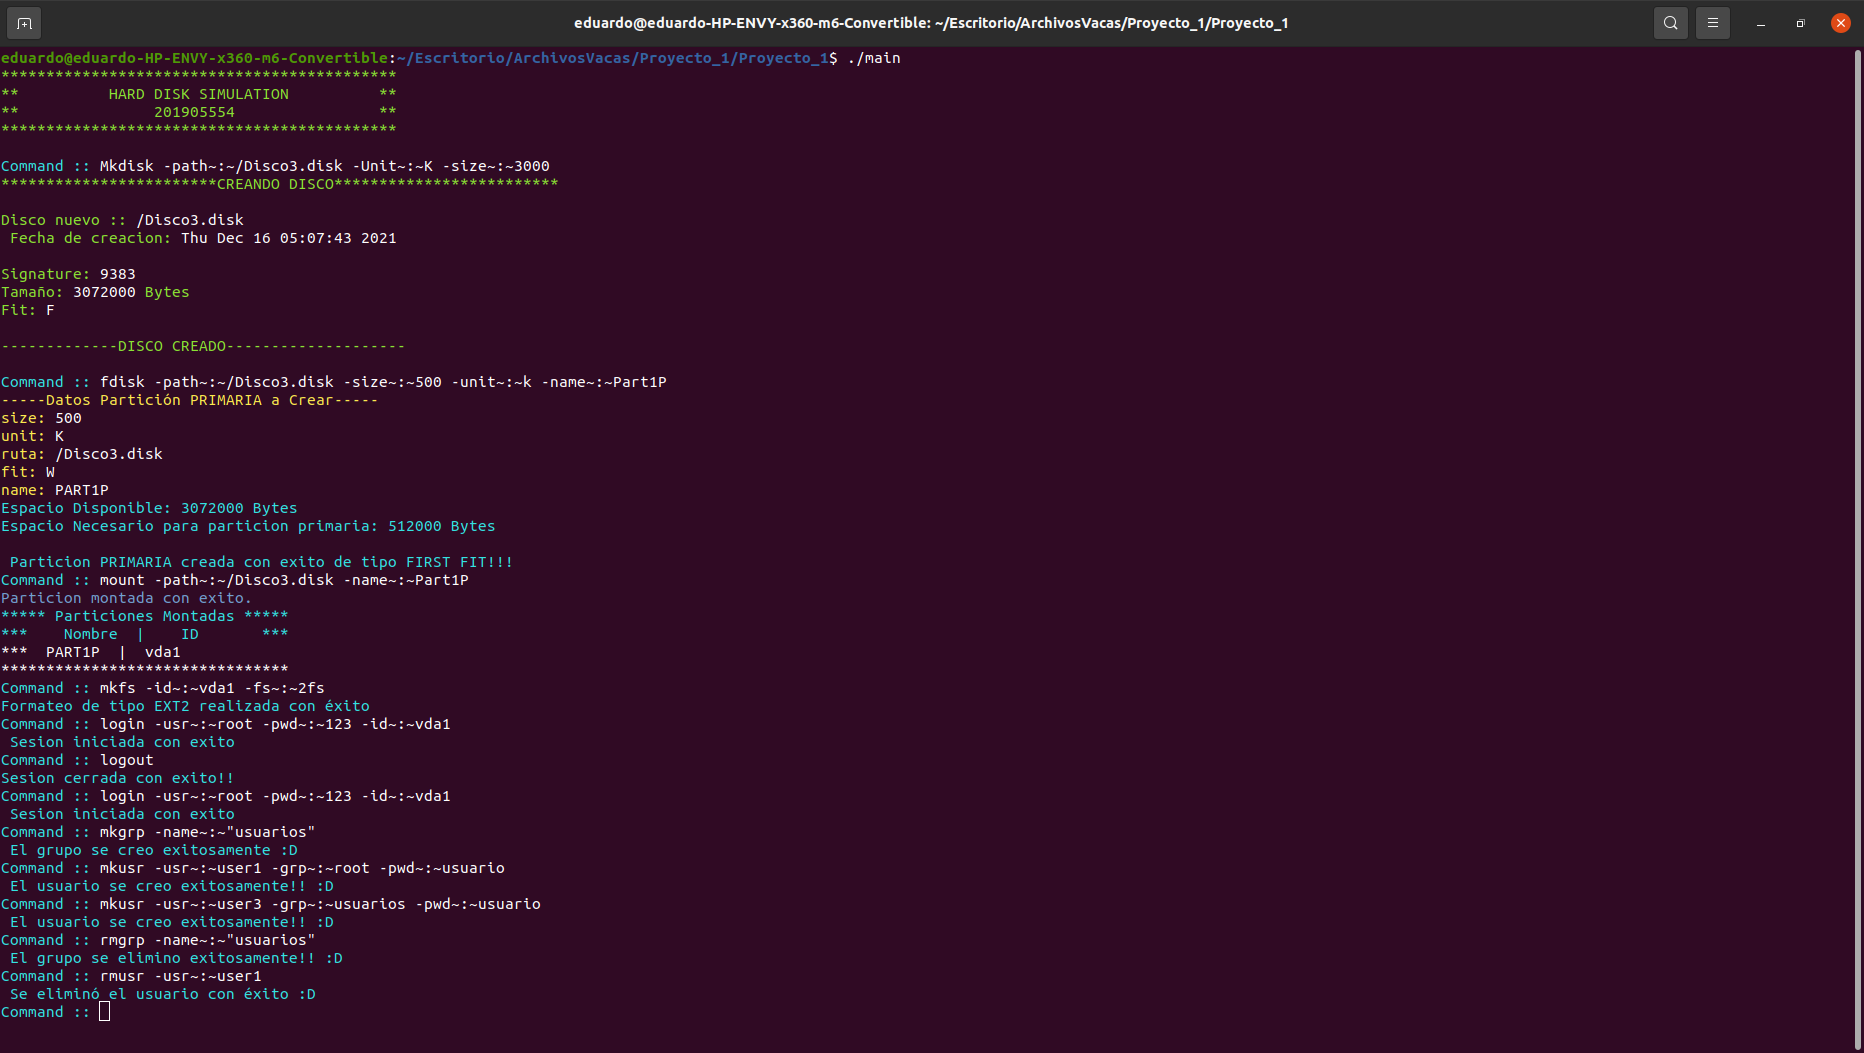 eduardo@eduardo-HP-ENVY-x360-m6-Convertible: ~/Escritorio/ArchivosVacas/Proyecto_1/Proyecto_1
eduardo@eduardo-HP-ENVY-x360-m6-Convertible:~/Escritorio/ArchivosVacas/Proyecto_1/Proyecto_1$ ./main
********************************************
**          HARD DISK SIMULATION          **
**               201905554                **
********************************************
Command :: Mkdisk -path~:~/Disco3.disk -Unit~:~K -size~:~3000
************************CREANDO DISCO*************************
Disco nuevo :: /Disco3.disk
 Fecha de creacion: Thu Dec 16 05:07:43 2021
Signature: 9383
Tamaño: 3072000 Bytes
Fit: F
-------------DISCO CREADO--------------------
Command :: fdisk -path~:~/Disco3.disk -size~:~500 -unit~:~k -name~:~Part1P
-----Datos Partición PRIMARIA a Crear-----
size: 500
unit: K
ruta: /Disco3.disk
fit: W
name: PART1P
Espacio Disponible: 3072000 Bytes
Espacio Necesario para particion primaria: 512000 Bytes
 Particion PRIMARIA creada con exito de tipo FIRST FIT!!!
Command :: mount -path~:~/Disco3.disk -name~:~Part1P
Particion montada con exito.
***** Particiones Montadas *****
***    Nombre  |    ID       ***
***  PART1P  |  vda1
********************************
Command :: mkfs -id~:~vda1 -fs~:~2fs
Formateo de tipo EXT2 realizada con éxito
Command :: login -usr~:~root -pwd~:~123 -id~:~vda1
 Sesion iniciada con exito
Command :: logout
Sesion cerrada con exito!!
Command :: login -usr~:~root -pwd~:~123 -id~:~vda1
 Sesion iniciada con exito
Command :: mkgrp -name~:~"usuarios"
 El grupo se creo exitosamente :D
Command :: mkusr -usr~:~user1 -grp~:~root -pwd~:~usuario
 El usuario se creo exitosamente!! :D
Command :: mkusr -usr~:~user3 -grp~:~usuarios -pwd~:~usuario
 El usuario se creo exitosamente!! :D
Command :: rmgrp -name~:~"usuarios"
 El grupo se elimino exitosamente!! :D
Command :: rmusr -usr~:~user1
 Se eliminó el usuario con éxito :D
Command ::